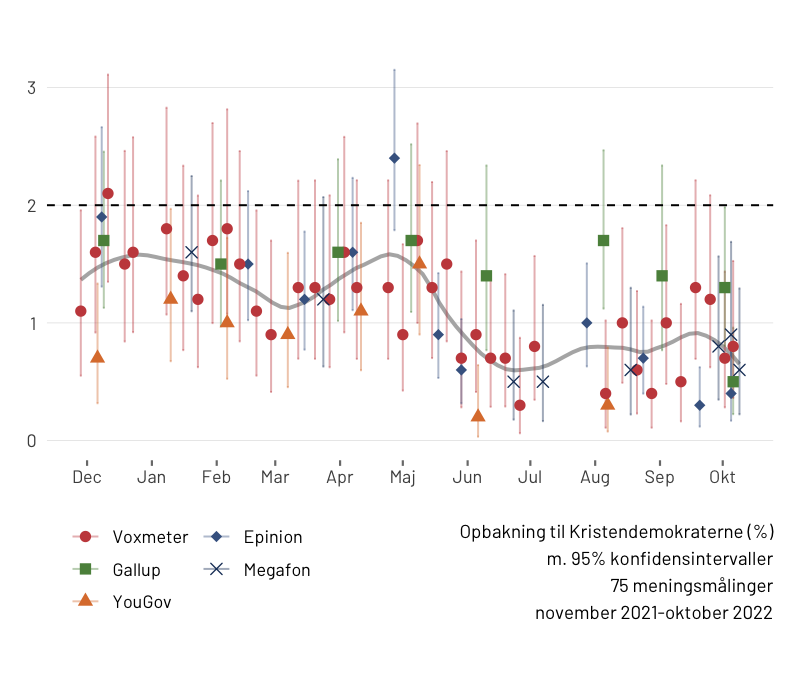 3
2
1
0
Dec Jan Feb Mar Apr Maj Jun Jul Aug Sep Okt
Voxmeter Epinion
Gallup Megafon
YouGov
Opbakning til Kristendemokraterne (%)
m. 95% konfidensintervaller
75 meningsmålinger
november 2021-oktober 2022